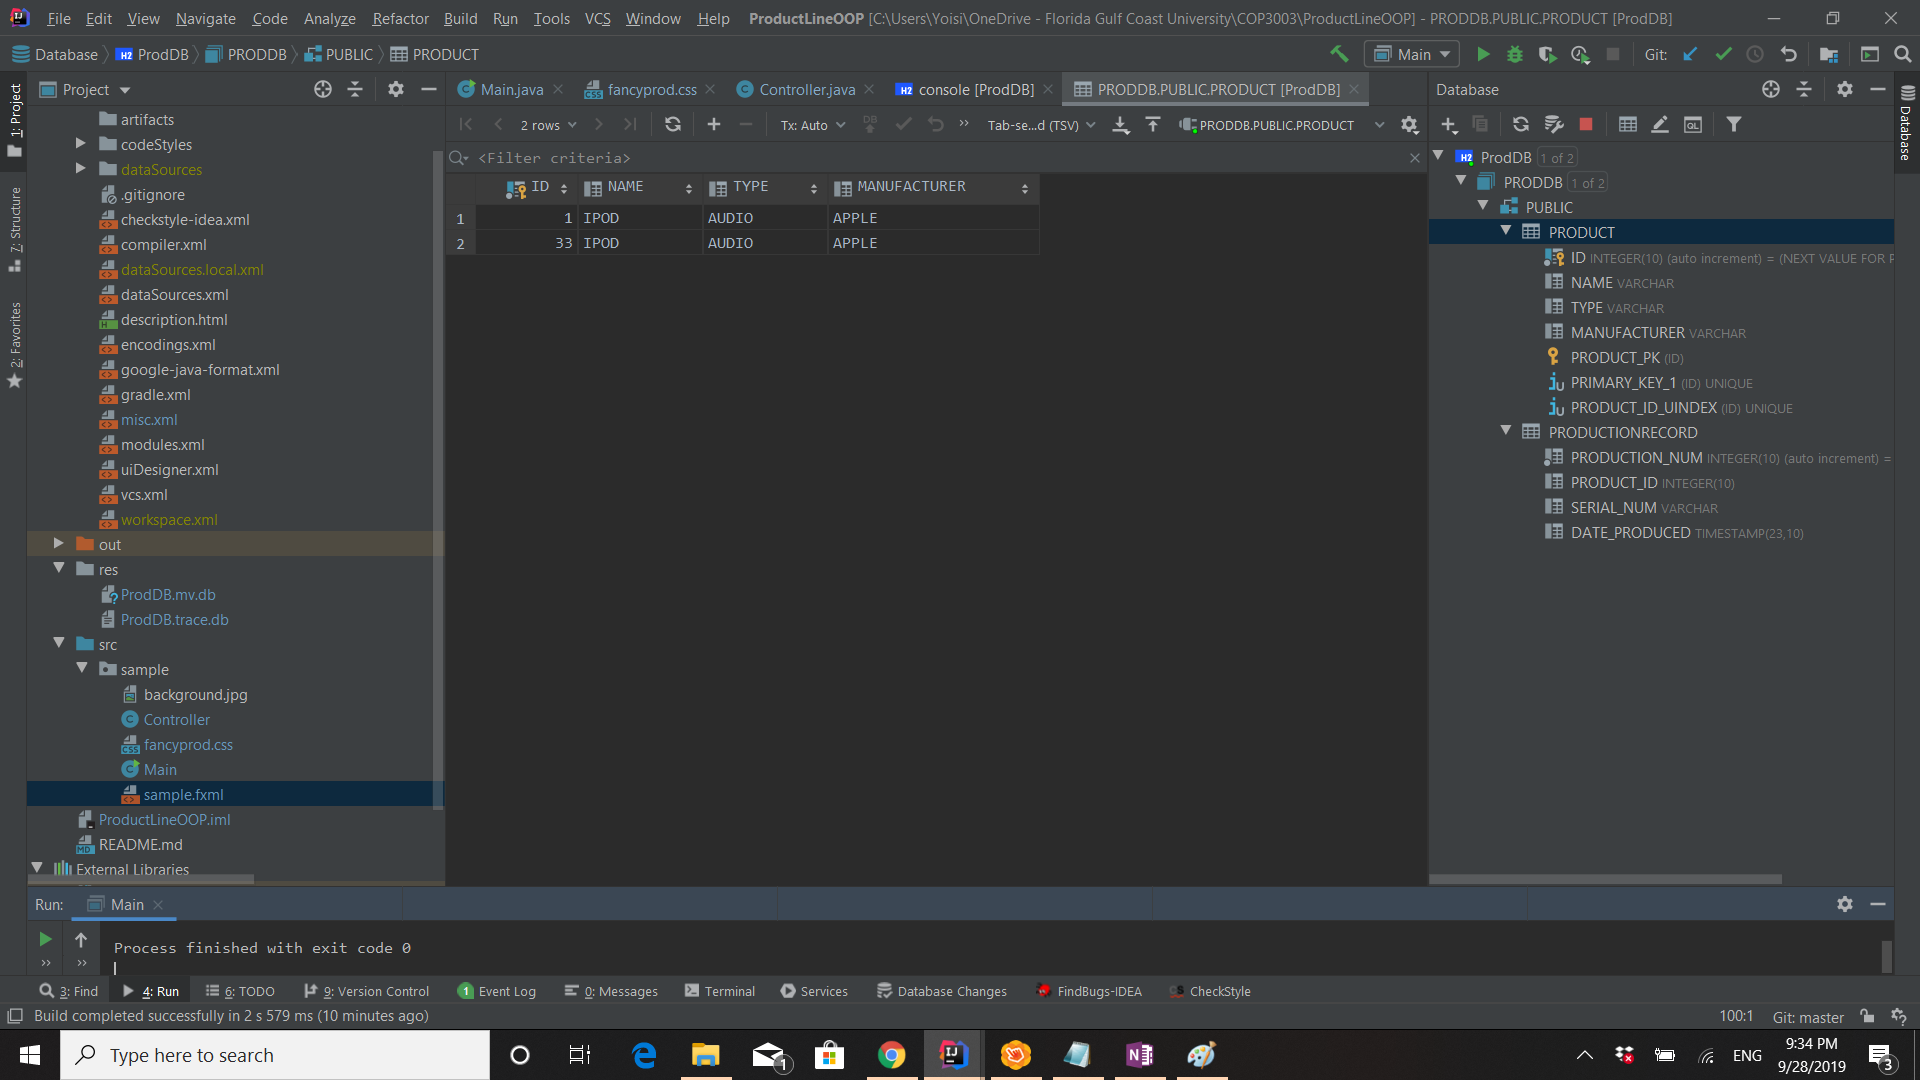 File Edit View Navigate Code Analyze Refactor Build Run Tools VCS Window Help ProductLineOOP [C:\Users\Yoisi\OneDrive - Florida Gulf Coast University\COP3003\ProductLineOOP] - PRODDB.PUBLIC.PRODUCT [ProdDB]
Database ProdDB PRODDB PUBLIC PRODUCT Main Git:
Project Main.java fancyprod.css Controller.java console [ProdDB] PRODDB.PUBLIC.PRODUCT [ProdDB] Database
2 rows Tx: Auto DB Tab-se...d (TSV) PRODDB.PUBLIC.PRODUCT QL
<Filter criteria>
ID NAME TYPE MANUFACTURER
1 1 IPOD AUDIO APPLE
2 33 IPOD AUDIO APPLE
1: Project
7: Structure
2: Favorites
artifacts
codeStyles
dataSources
.gitignore
checkstyle-idea.xml
compiler.xml
dataSources.local.xml
dataSources.xml
description.html
encodings.xml
google-java-format.xml
gradle.xml
misc.xml
modules.xml
uiDesigner.xml
vcs.xml
workspace.xml
out
res
ProdDB.mv.db
ProdDB.trace.db
src
sample
background.jpg
Controller
fancyprod.css
Main
sample.fxml
ProductLineOOP.iml
README.md
External Libraries
ProdDB 1 of 2
PRODDB 1 of 2
PUBLIC
PRODUCT
ID INTEGER(10) (auto increment) = (NEXT VALUE FOR P
NAME VARCHAR
TYPE VARCHAR
MANUFACTURER VARCHAR
PRODUCT_PK (ID)
PRIMARY_KEY_1 (ID) UNIQUE
PRODUCT_ID_UINDEX (ID) UNIQUE
PRODUCTIONRECORD
PRODUCTION_NUM INTEGER(10) (auto increment) =
PRODUCT_ID INTEGER(10)
SERIAL_NUM VARCHAR
DATE_PRODUCED TIMESTAMP(23,10)
Database
Run: Main
Process finished with exit code 0
3: Find 4: Run 6: TODO 9: Version Control 1 Event Log 0: Messages Terminal Services Database Changes FindBugs-IDEA CheckStyle
Build completed successfully in 2 s 579 ms (10 minutes ago) 100:1 Git: master
Type here to search 1 ENG 9:34 PM
9/28/2019 3